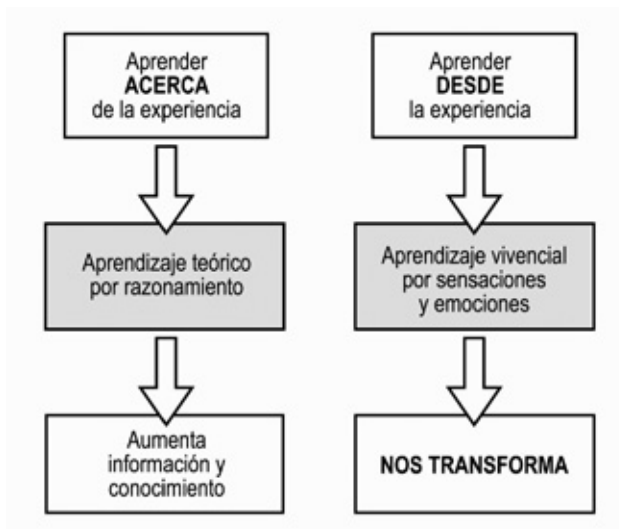 Aprender
ACERCA
de la experiencia
Aprendizaje teórico
por razonamiento
Aumenta
información y
conocimiento
Aprender
DESDE
la experiencia
Aprendizaje vivencial
por sensaciones
y emociones
NOS TRANSFORMA